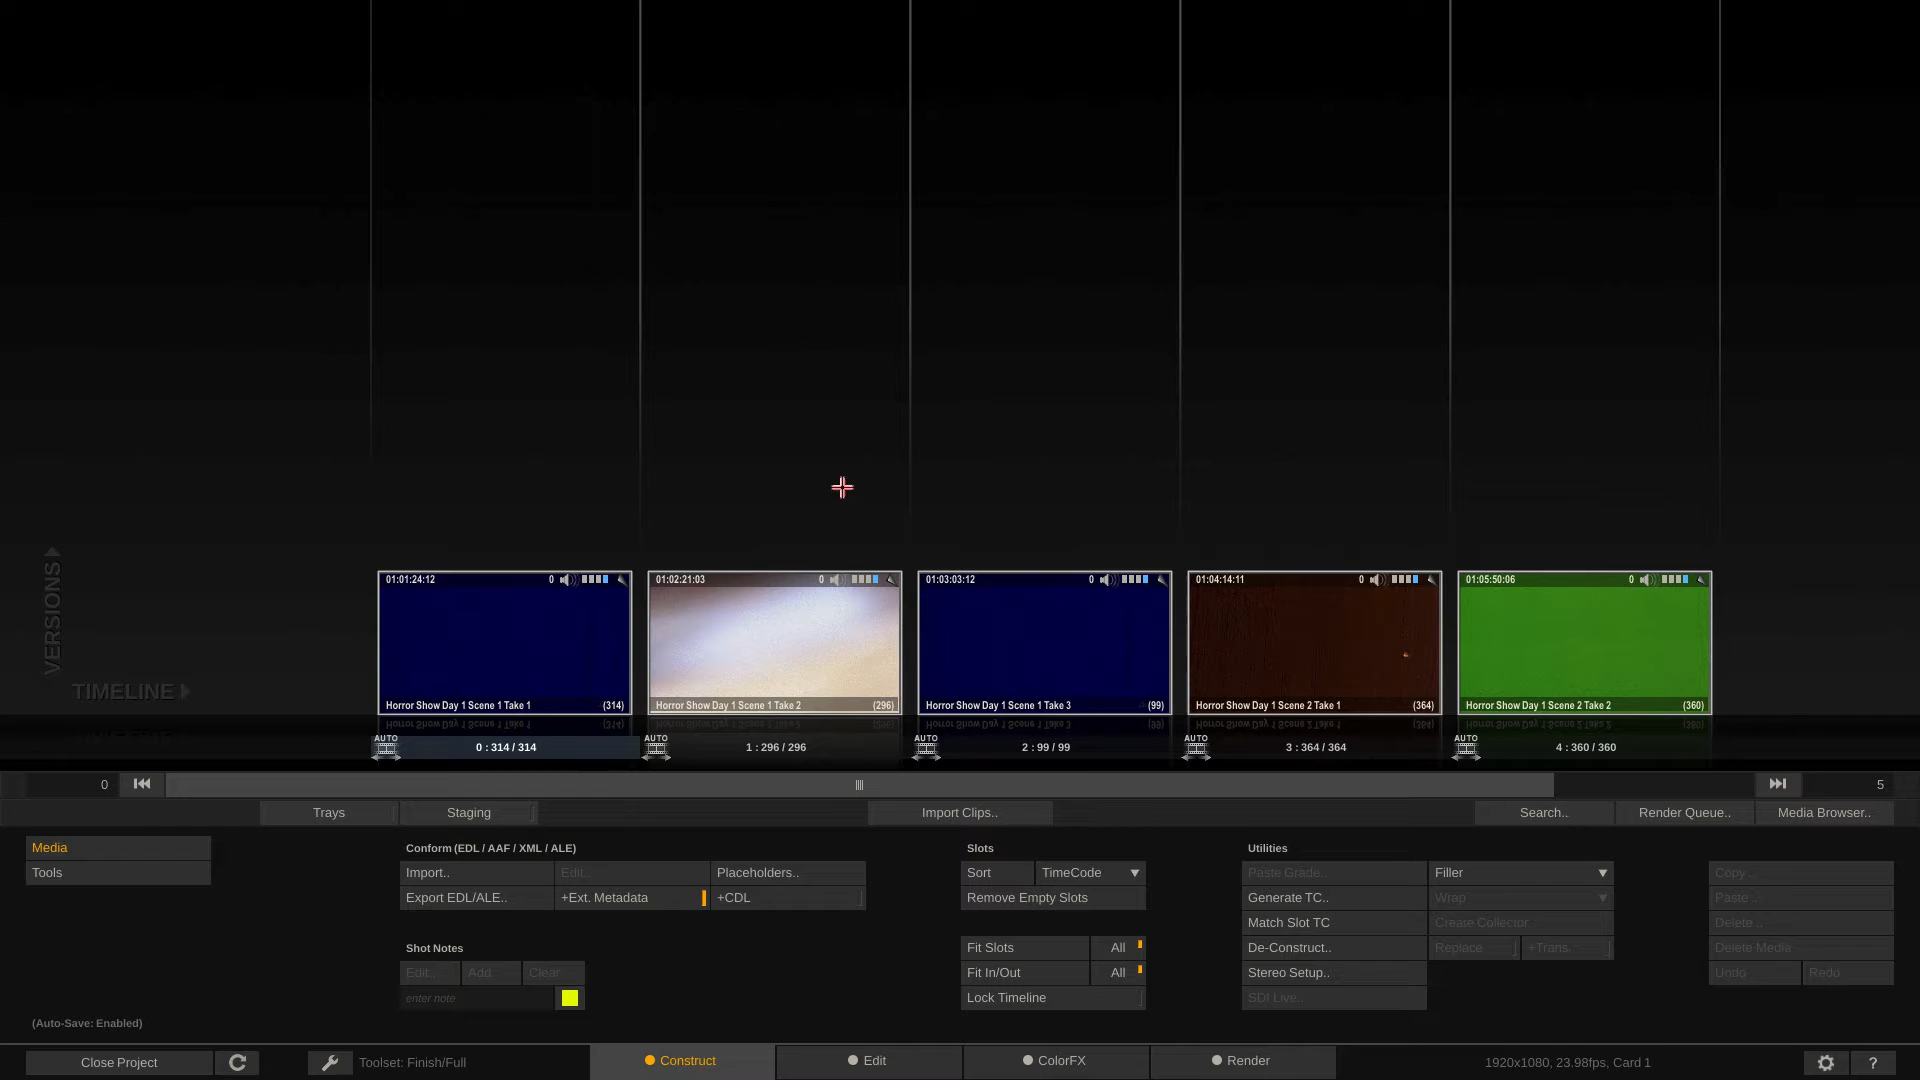 01:01:24:12 0
01:02:21:03 0
01:03:03:12 0
01:04:14:11 0
01:05:50:06 0
VERSIONS
TIMELINE
Horror Show Day 1 Scene 1 Take 1 (314)
Horror Show Day 1 Scene 1 Take 2 (296)
Horror Show Day 1 Scene 1 Take 3 (99)
Horror Show Day 1 Scene 2 Take 1 (364)
Horror Show Day 1 Scene 2 Take 2 (360)
AUTO 0 : 314 / 314
AUTO 1 : 296 / 296
AUTO 2 : 99 / 99
AUTO 3 : 364 / 364
AUTO 4 : 360 / 360
0 5
Trays Staging Import Clips.. Search.. Render Queue.. Media Browser..
Media
Tools
Conform (EDL / AAF / XML / ALE)
Import.. Edit.. Placeholders..
Export EDL/ALE.. +Ext. Metadata +CDL
Shot Notes
Edit.. Add Clear
enter note
Slots
Sort TimeCode
Remove Empty Slots
Fit Slots All
Fit In/Out All
Lock Timeline
Utilities
Paste Grade.. Filler
Generate TC.. Wrap
Match Slot TC Create Collector
De-Construct.. Replace +Trans.
Stereo Setup..
SDI Live..
Copy..
Paste..
Delete..
Delete Media
Undo Redo
(Auto-Save: Enabled)
Close Project Toolset: Finish/Full Construct Edit ColorFX Render 1920x1080, 23.98fps, Card 1 ?